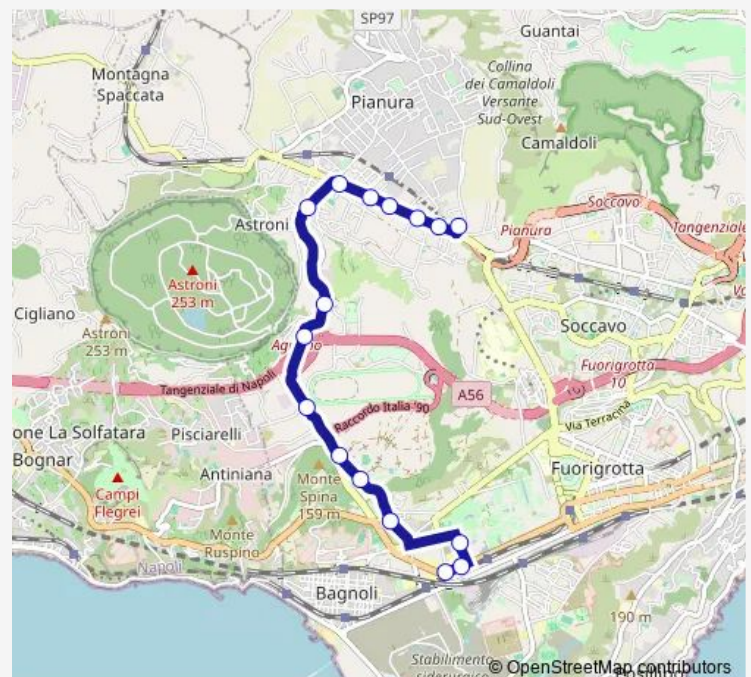 SP97
Guantai
Montagna
Spaccata
Pianura
Collina
dei Camaldoli
Versante
Sud-Ovest
Camaldoli
Soccavo
Astroni
Pianura
Tangenziale
Astroni
253 m
Cigliano
Astroni
253 m
Soccavo
Agnano
Fuorigrotta
10
Tangenziale di Napoli
A56
Raccordo Italia '90
Via Terracina
one La Solfatara
Bognar
Pisciarelli
Antiniana
Fuorigrotta
Campi
Flegrei
Monte
Spina
159 m
Monte
Ruspino
Napoli
Bagnoli
190 m
Stabilimento
© OpenStreetMap contributors